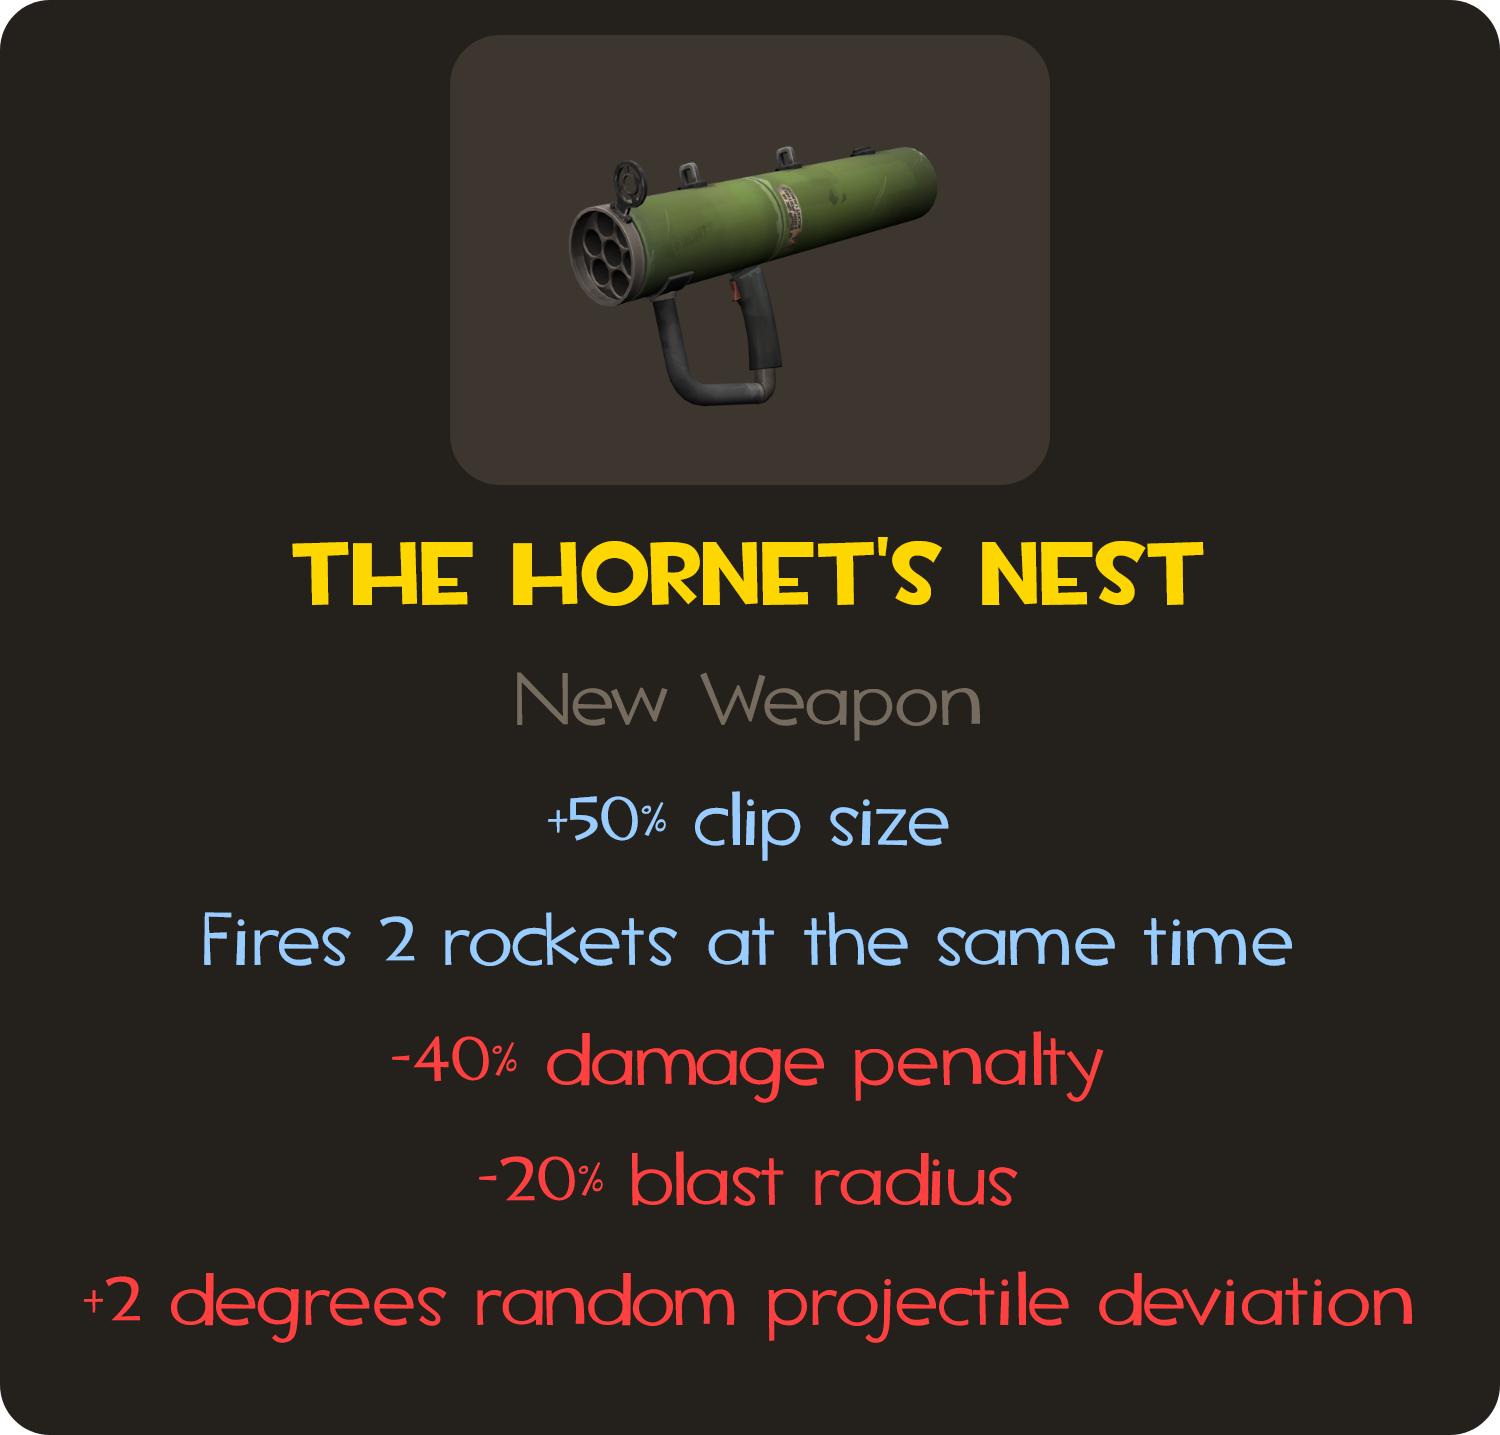 THE HORNET'S NEST
New Weapon
+50% clip size
Fires 2 rockets at the same time
-40% damage penalty
-20% blast radius
+2 degrees random projectile deviation